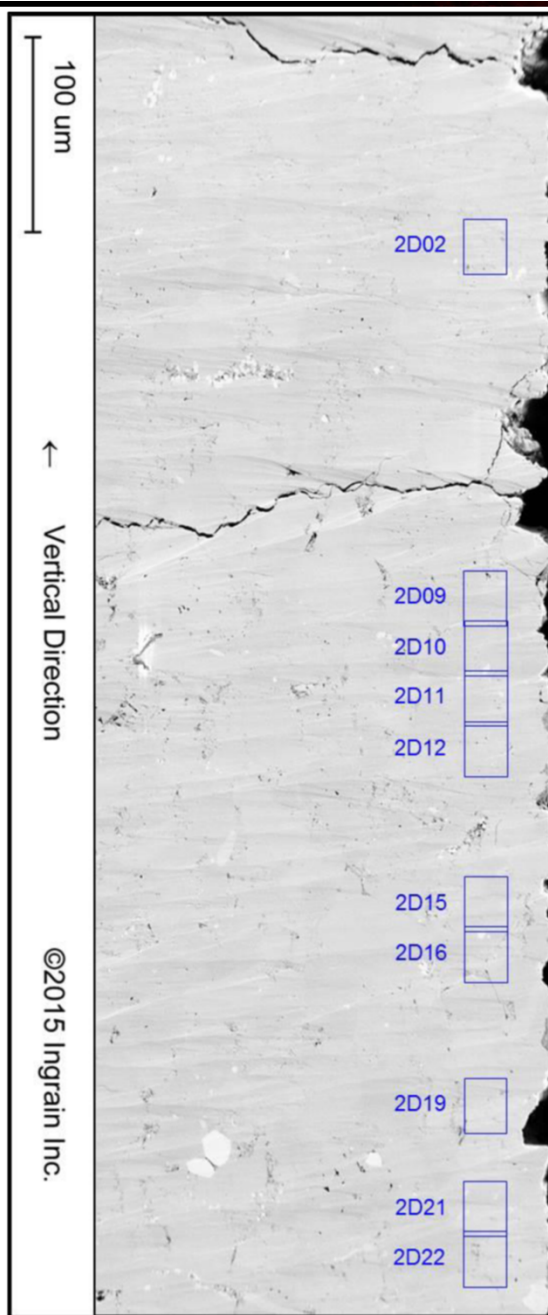 100 um
← Vertical Direction
©2015 Ingrain Inc.
2D02
2D09
2D10
2D11
2D12
2D15
2D16
2D19
2D21
2D22